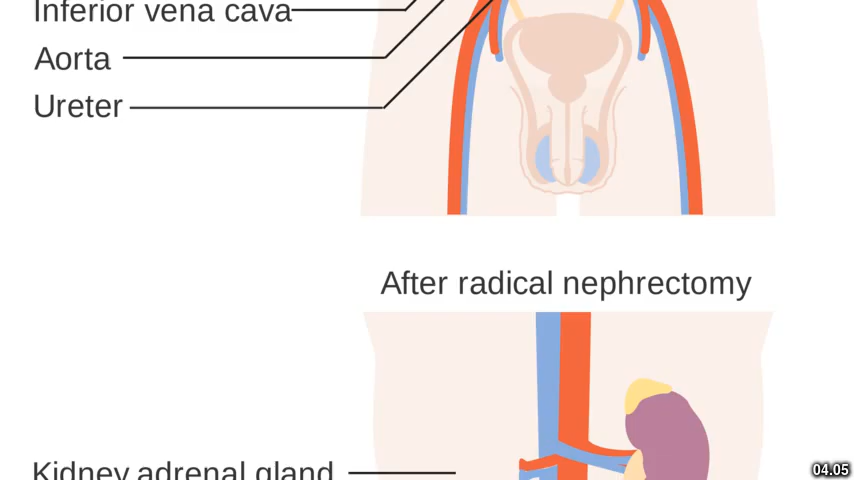 Inferior vena cava
Aorta
Ureter
After radical nephrectomy
Kidney adrenal gland
04.05